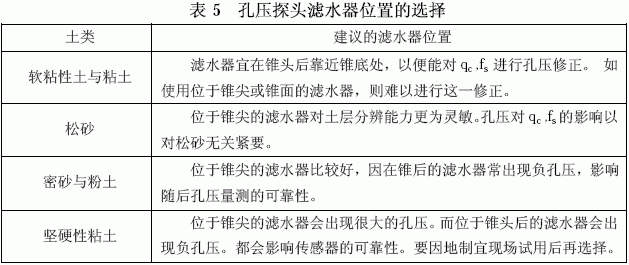 表 5 孔压探头滤水器位置的选择
土类 建议的滤水器位置
软粘性土与粘土 滤水器宜在锥头后靠近锥底处，以便能对 qc,fs 进行孔压修正。 如
使用位于锥尖或锥面的滤水器，则难以进行这一修正。
松砂 位于锥尖的滤水器对土层分辨能力更为灵敏。孔压对 qc,fs 的影响以
对松砂无关紧要。
密砂与粉土 位于锥尖的滤水器比较好，因在锥后的滤水器常出现负孔压，影响
随后孔压量测的可靠性。
坚硬性粘土 位于锥尖的滤水器会出现很大的孔压。而位于锥头后的滤水器会出
现负孔压。都会影响传感器的可靠性。要因地制宜现场试用后再选择。